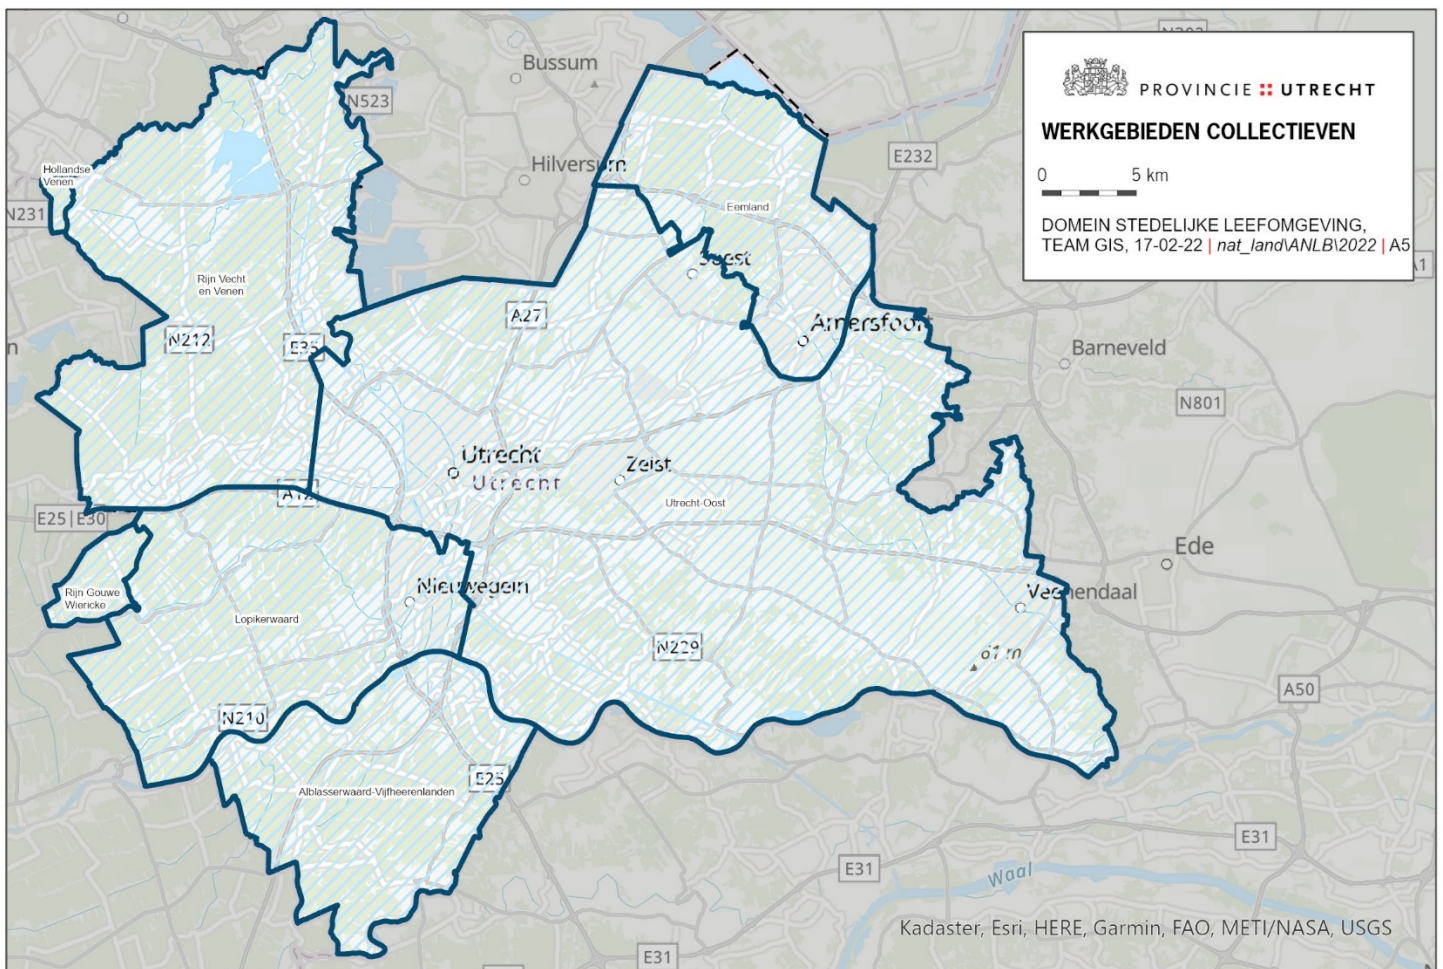 PROVINCIE UTRECHT
WERKGEBIEDEN COLLECTIEVEN
0 5 km
DOMEIN STEDELIJKE LEEFOMGEVING,
TEAM GIS, 17-02-22 | nat_land\ANLB\2022 | A5
Bussum
N523
Hilversum
E232
Hollandse
Venen
N231
Eemland
Soest
A1
Rijn Vecht
en Venen
A27
N212
E35
Amersfoort
Barneveld
N801
Utrecht
Utrecht
Zeist
A12
Utrecht-Oost
E25|E30
Ede
Nieuwegein
Rijn Gouwe
Wiericke
Lopikerwaard
Veenendaal
N229
61 m
A50
N210
E25
Alblasserwaard-Vijfheerenlanden
E31
E31
Waal
Kadaster, Esri, HERE, Garmin, FAO, METI/NASA, USGS
E31